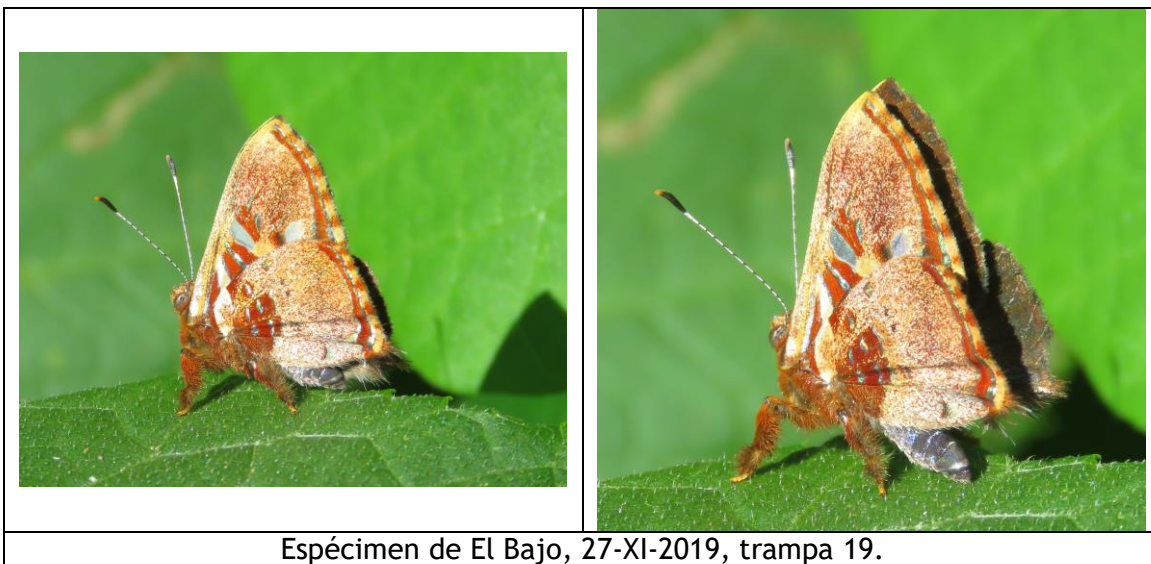 Espécimen de El Bajo, 27-XI-2019, trampa 19.